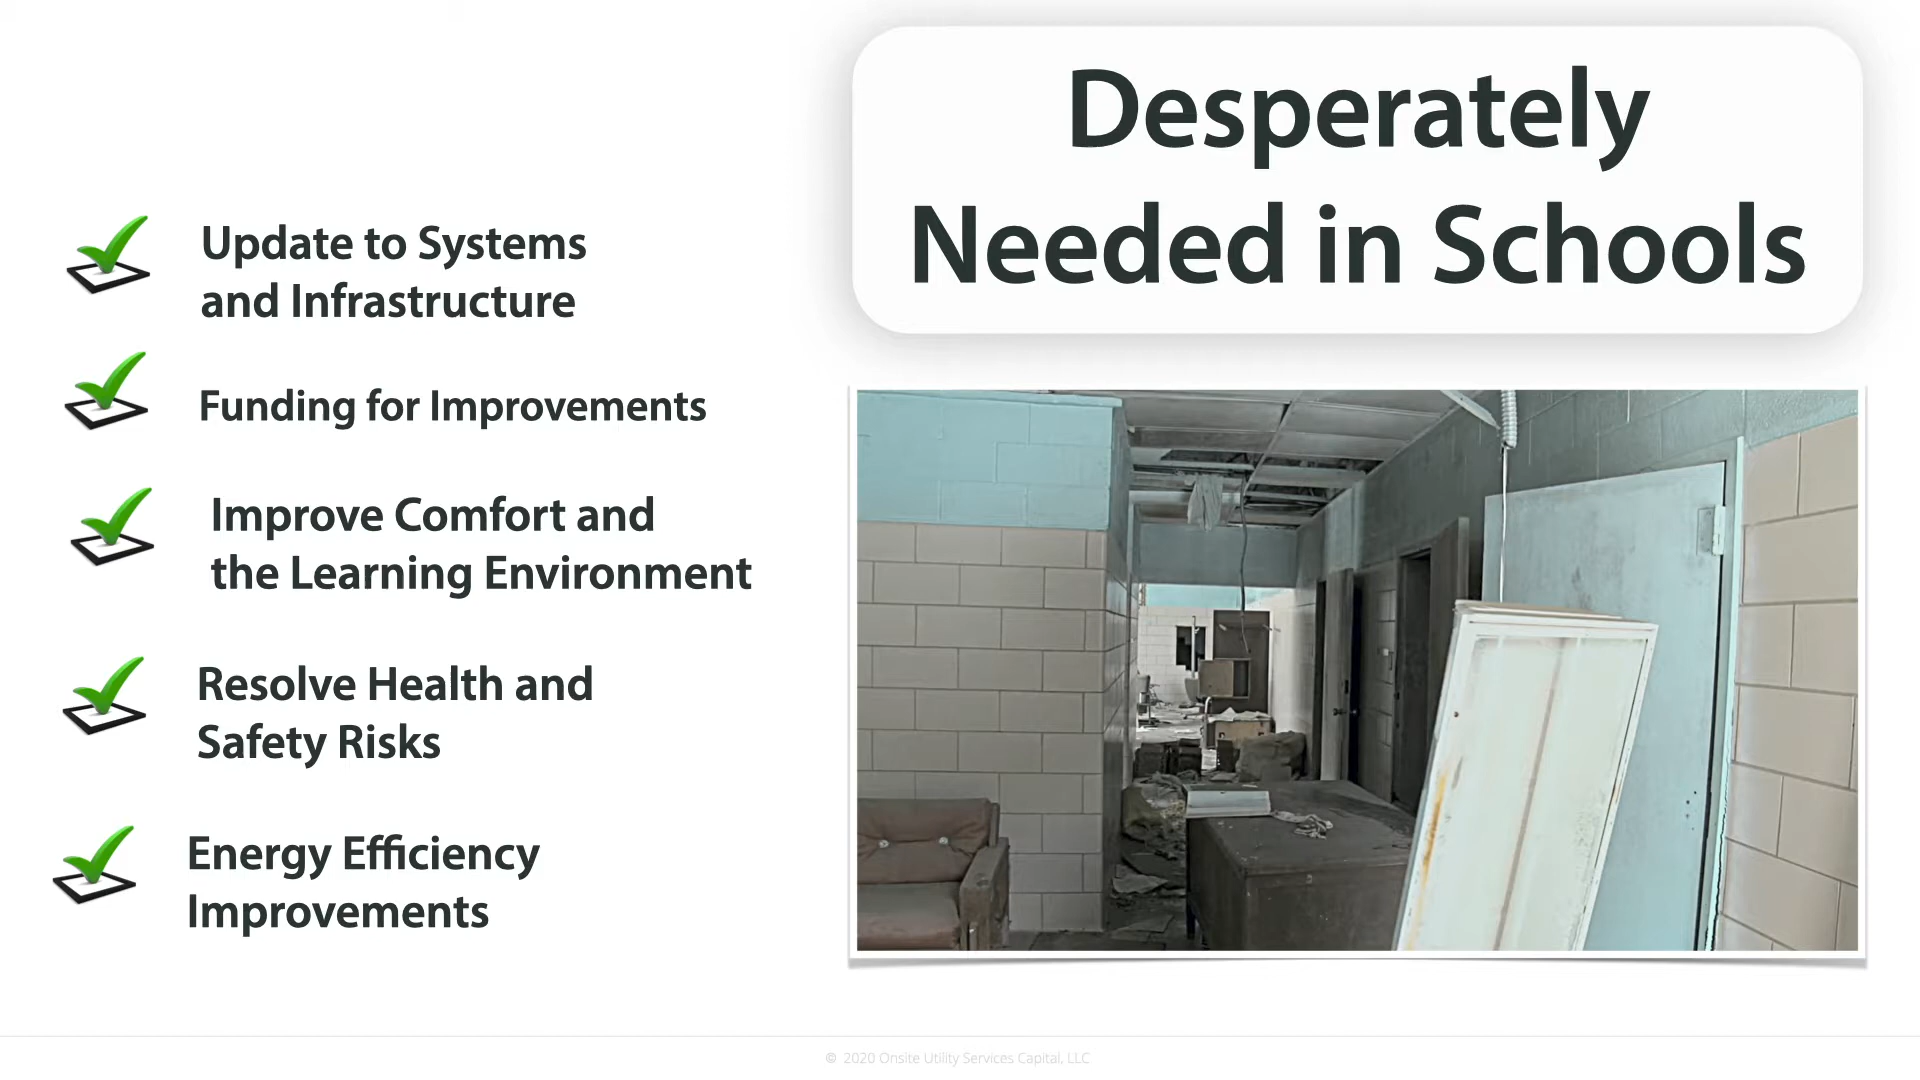 Desperately
Needed in Schools
Update to Systems
and Infrastructure
Funding for Improvements
Improve Comfort and
the Learning Environment
Resolve Health and
Safety Risks
Energy Efficiency
Improvements
© 2020 Onsite Utility Services Capital, LLC